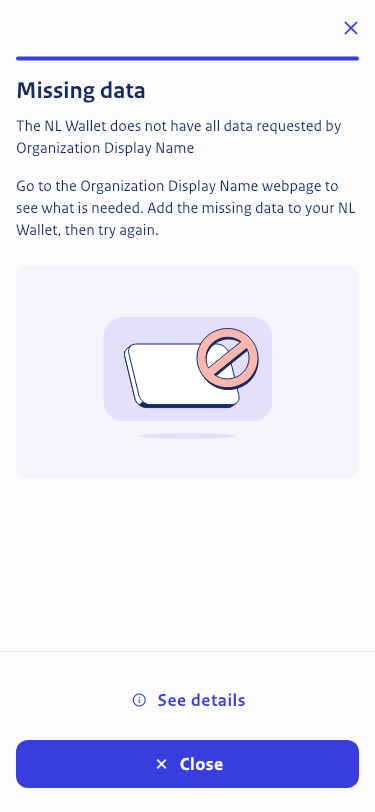 Missing data
The NL Wallet does not have all data requested by
Organization Display Name
Go to the Organization Display Name webpage to
see what is needed. Add the missing data to your NL
Wallet, then try again.
See details
Close